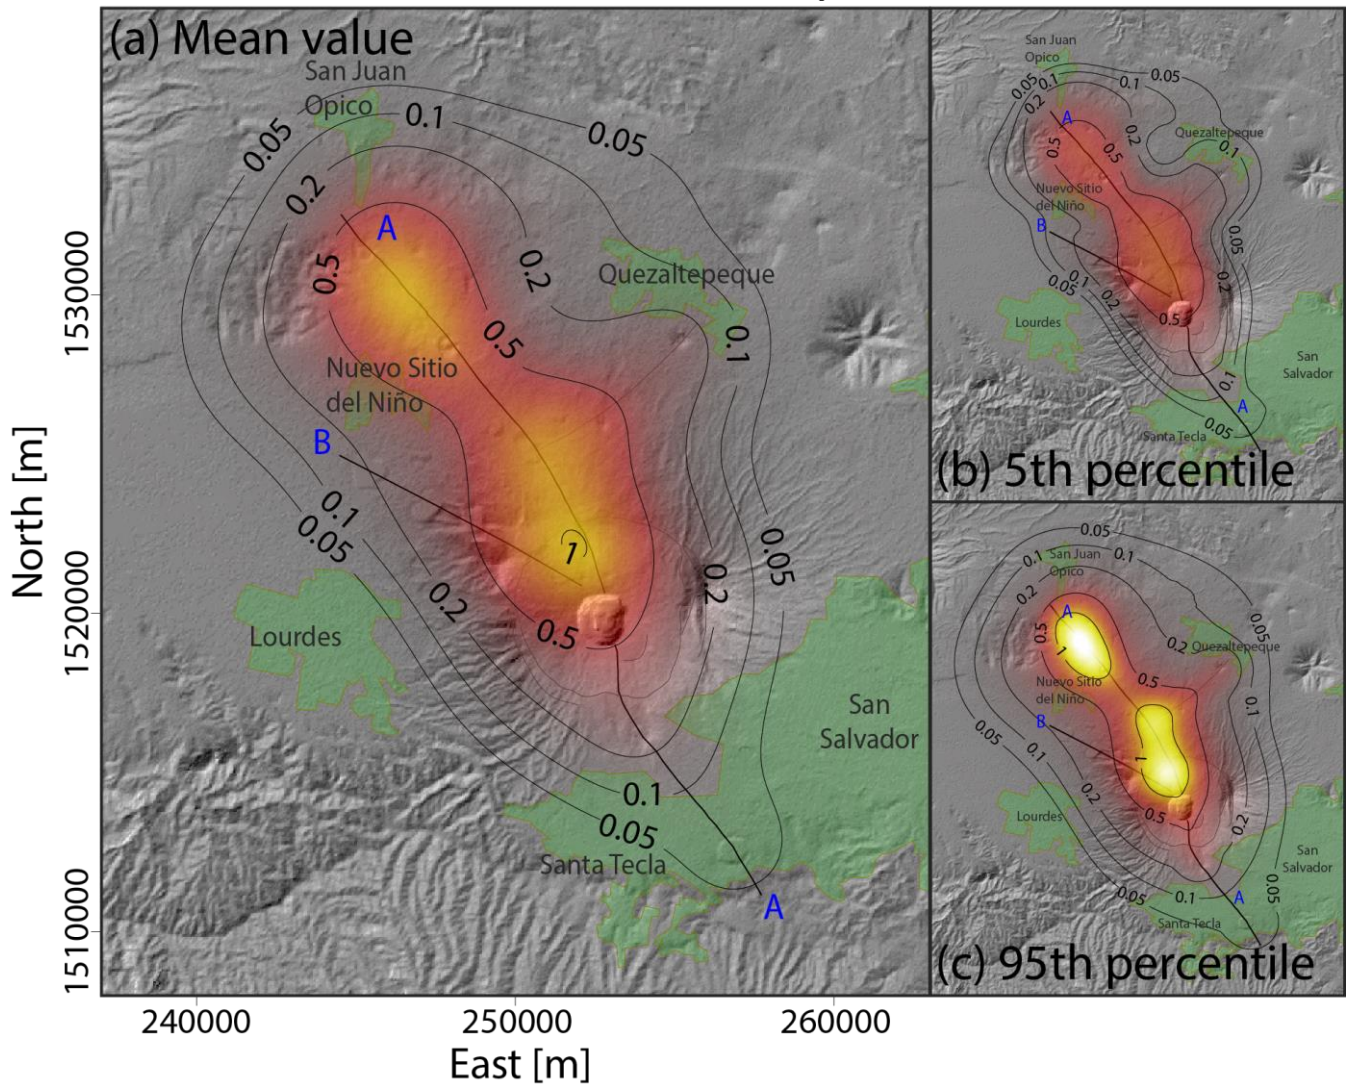 (a) Mean value
San Juan
Opico
0.05
0.1
0.05
0.2
A
0.5
0.2
Quezaltepeque
0.5
0.1
Nuevo Sitio
del Niño
B
0.1
0.05
1
0.05
0.2
0.2
0.5
Lourdes
San
Salvador
0.1
0.05
Santa Tecla
A
1530000
1520000
1510000
North [m]
240000
250000
260000
East [m]
San Juan
Opico
0.05
0.1
0.2
0.1
0.05
A
0.2
Quezaltepeque
0.1
0.5
0.5
Nuevo Sitio
del Niño
B
0.05
0.1
0.05
0.2
0.2
0.5
Lourdes
San
Salvador
0.1
A
0.05
Santa Tecla
(b) 5th percentile
0.05
0.1
San Juan
Opico
0.1
0.2
A
0.05
0.5
0.2
Quezaltepeque
1
Nuevo Sitio
del Niño
0.5
0.1
B
0.05
0.1
1
0.2
0.5
0.2
Lourdes
San
Salvador
0.05
0.1
A
0.05
Santa Tecla
(c) 95th percentile